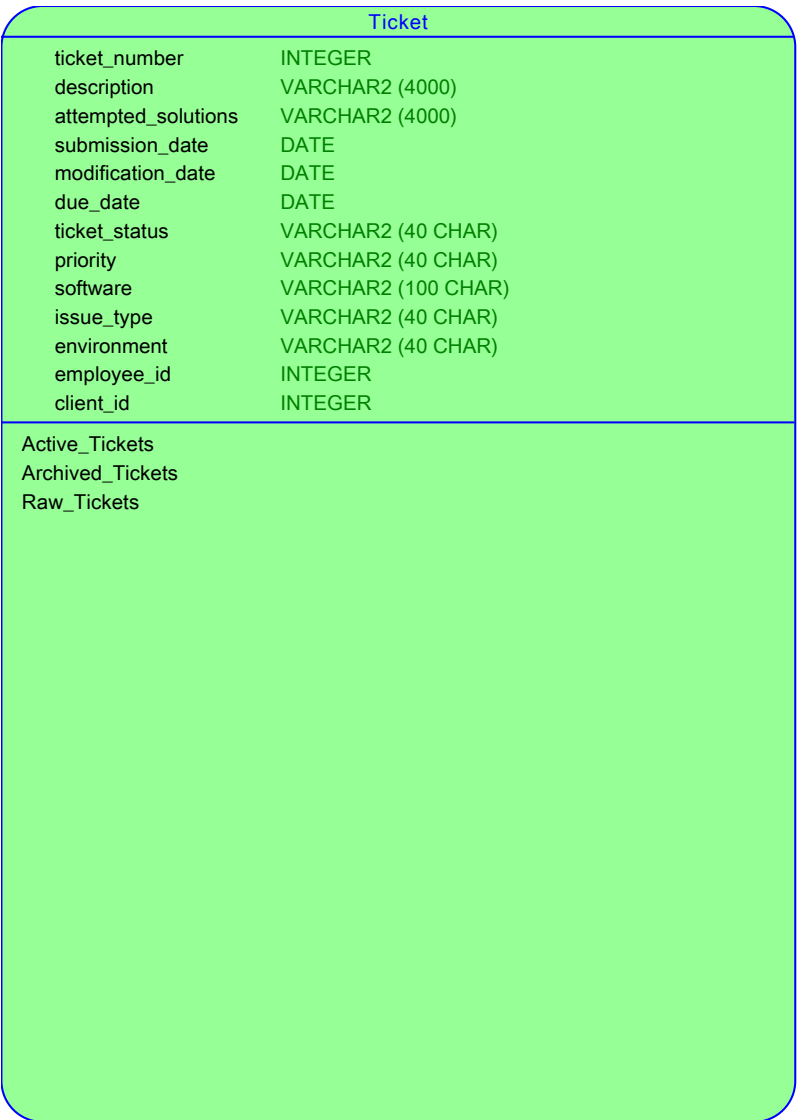 Ticket
ticket_number INTEGER
description VARCHAR2 (4000)
attempted_solutions VARCHAR2 (4000)
submission_date DATE
modification_date DATE
due_date DATE
ticket_status VARCHAR2 (40 CHAR)
priority VARCHAR2 (40 CHAR)
software VARCHAR2 (100 CHAR)
issue_type VARCHAR2 (40 CHAR)
environment VARCHAR2 (40 CHAR)
employee_id INTEGER
client_id INTEGER
Active_Tickets
Archived_Tickets
Raw_Tickets